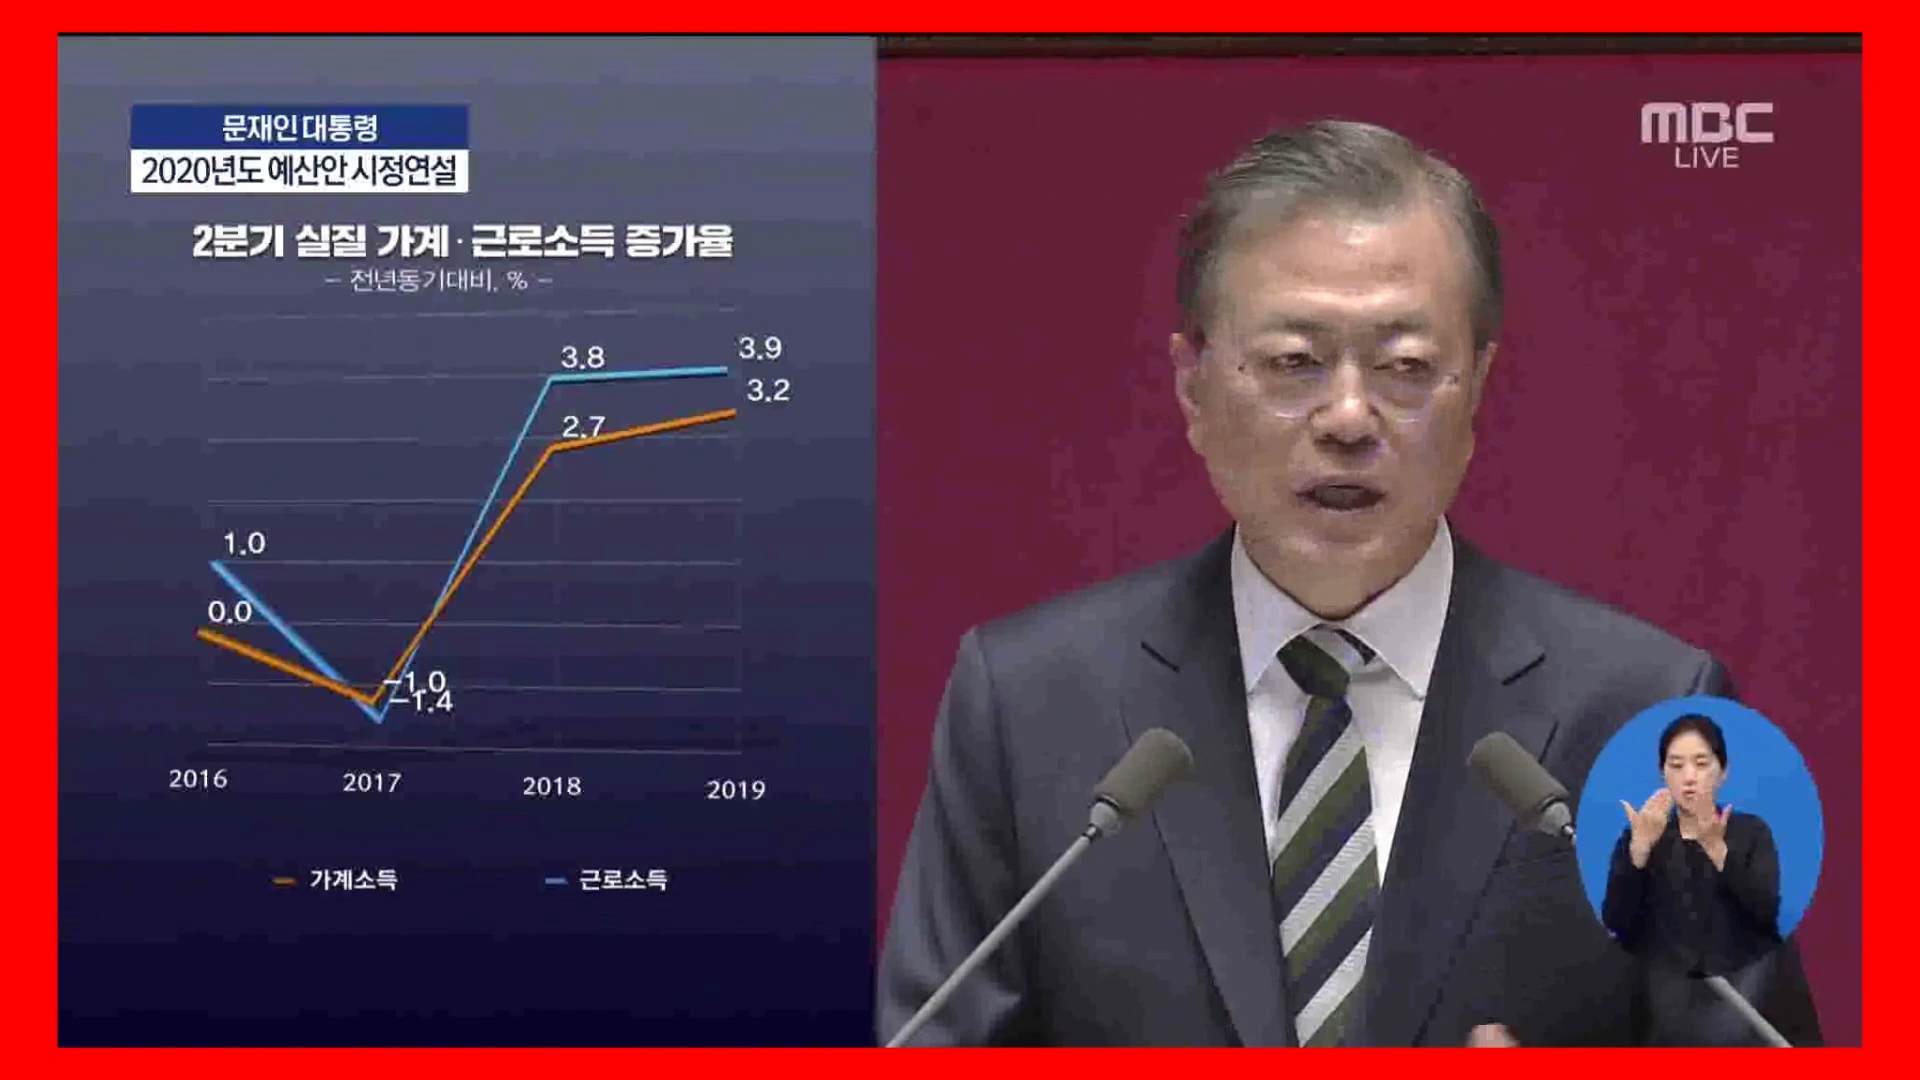 문재인 대통령
2020년도 예산안 시정연설
MBC
LIVE
2분기 실질 가계·근로소득 증가율
- 전년동기대비, % -
3.8
3.9
3.2
2.7
1.0
0.0
-1.0
-1.4
2016
2017
2018
2019
가계소득
근로소득